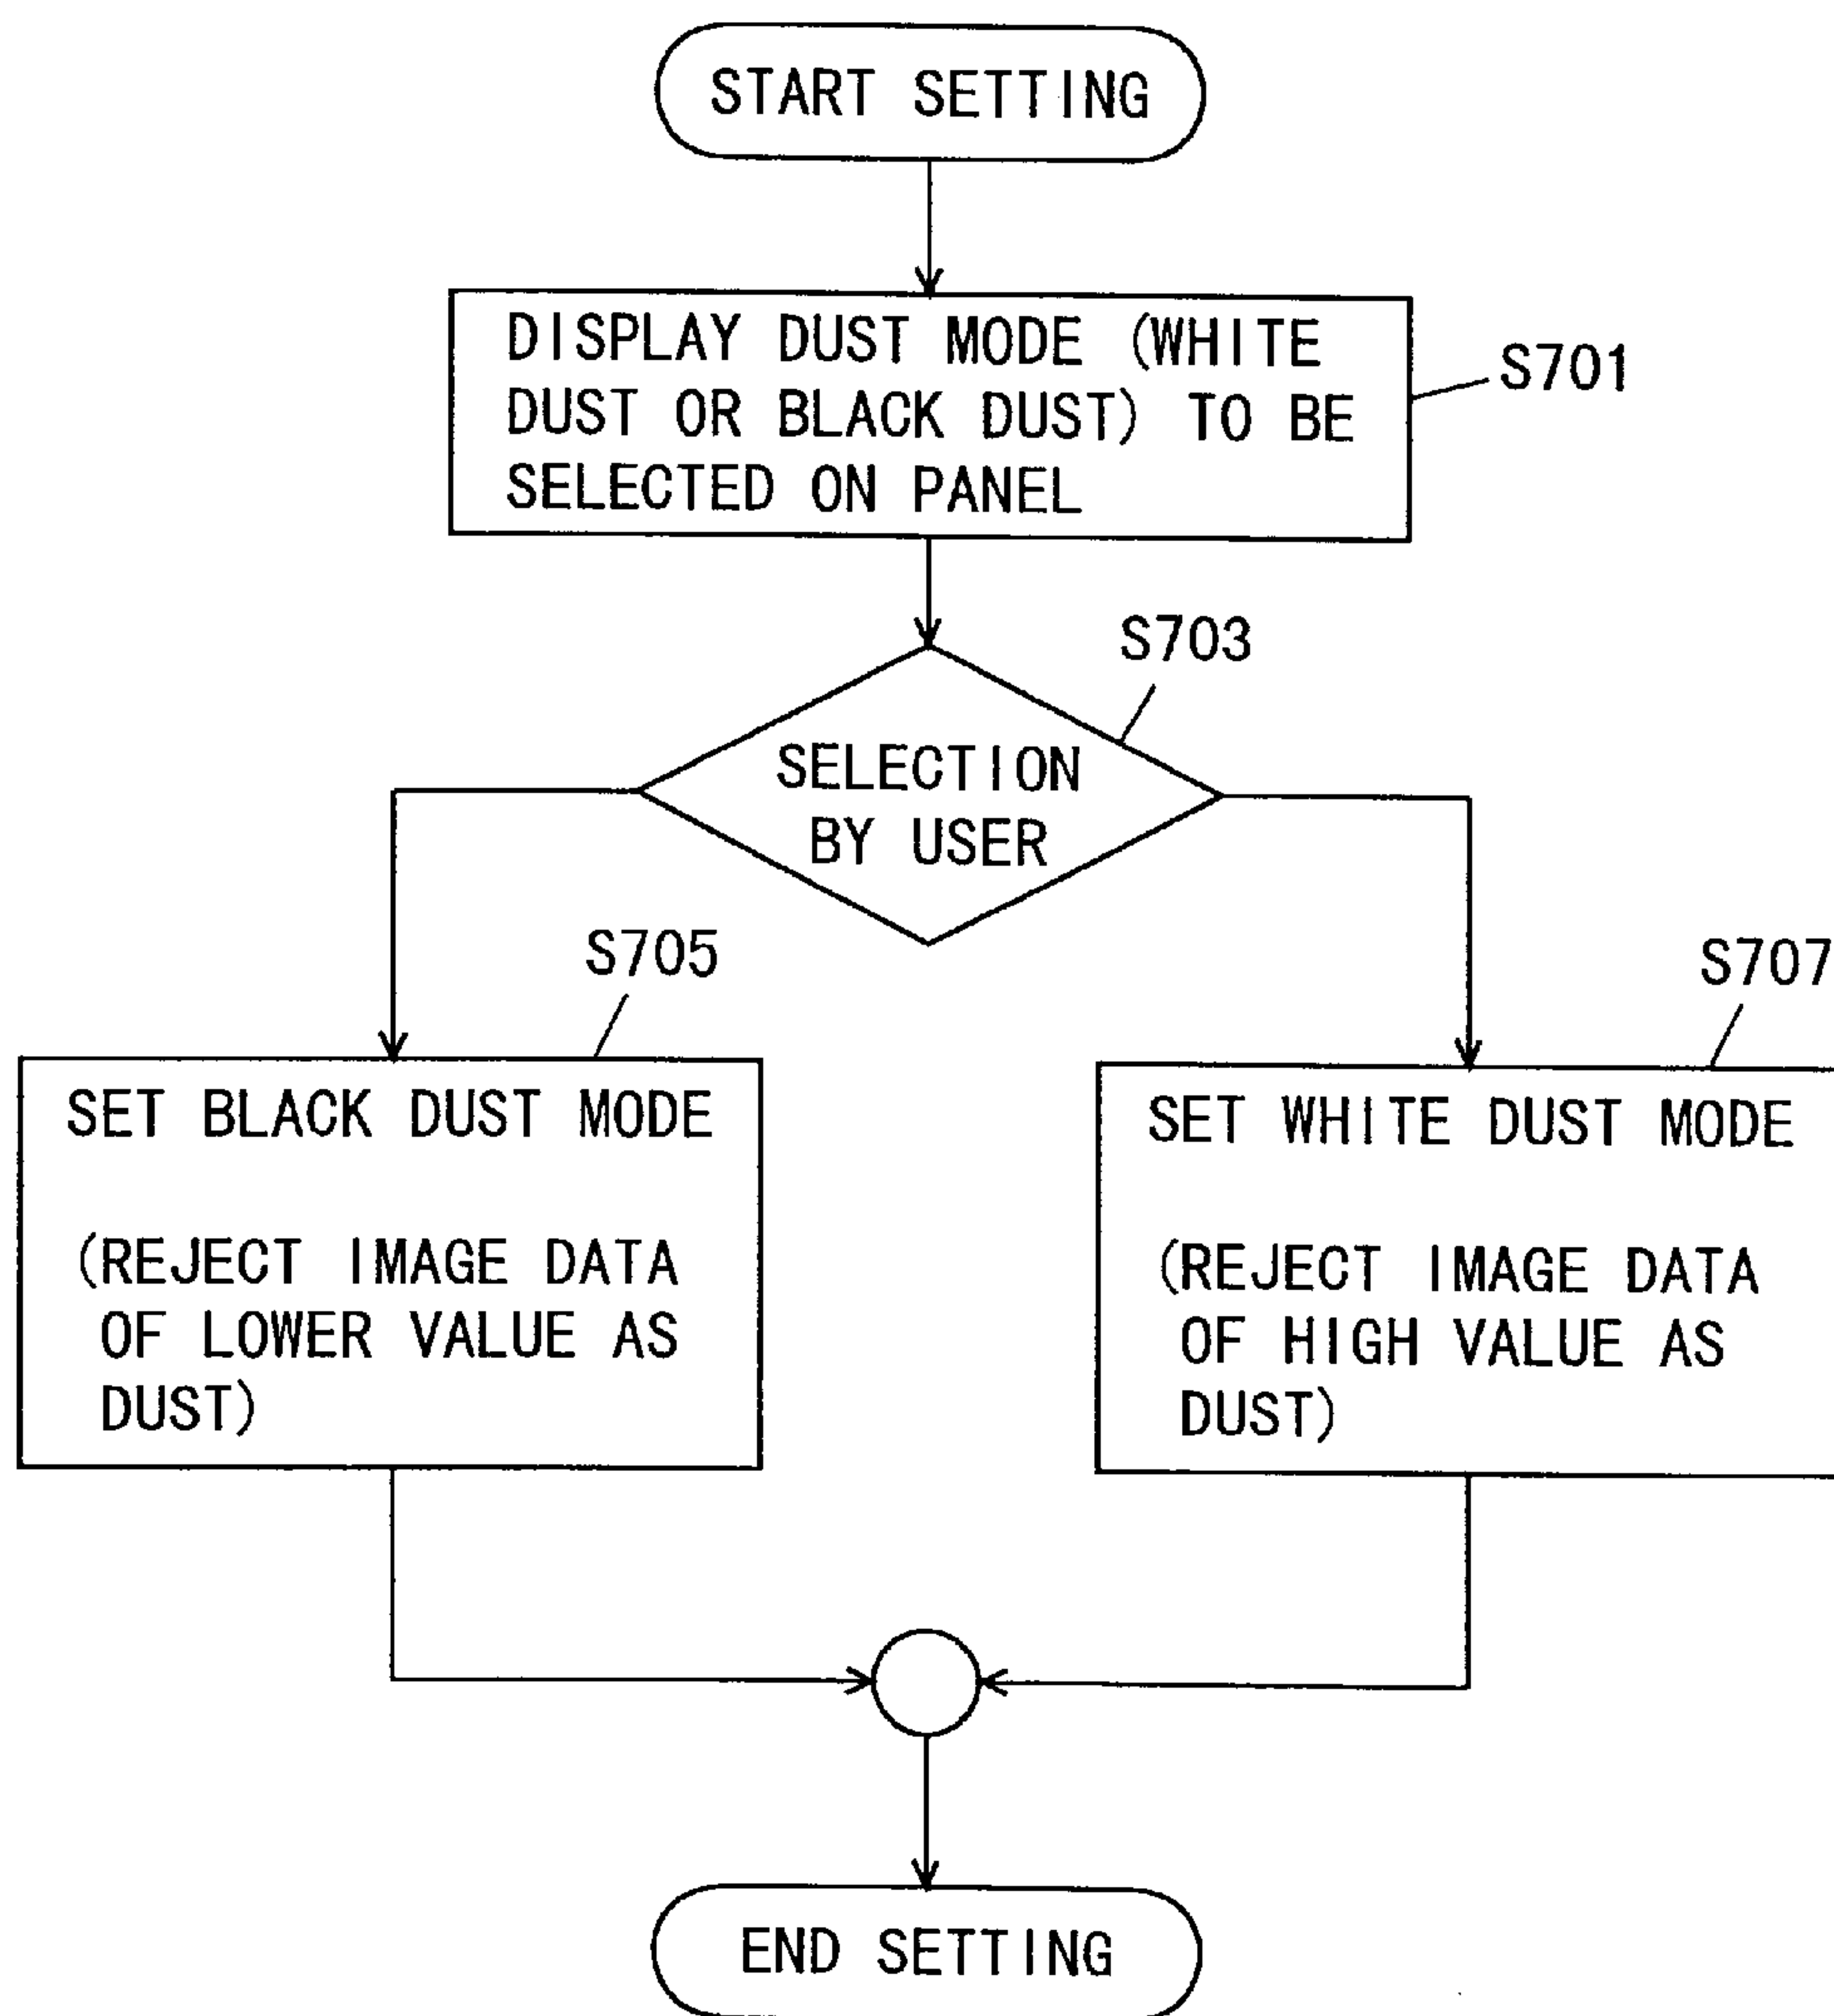 START SETTING
DISPLAY DUST MODE (WHITE
DUST OR BLACK DUST) TO BE
SELECTED ON PANEL
S701
S703
SELECTION
BY USER
S705
SET BLACK DUST MODE
(REJECT IMAGE DATA
OF LOWER VALUE AS
DUST)
S707
SET WHITE DUST MODE
(REJECT IMAGE DATA
OF HIGH VALUE AS
DUST)
END SETTING